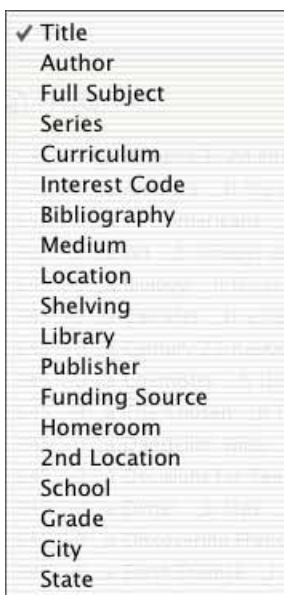 ✓ Title
Author
Full Subject
Series
Curriculum
Interest Code
Bibliography
Medium
Location
Shelving
Library
Publisher
Funding Source
Homeroom
2nd Location
School
Grade
City
State